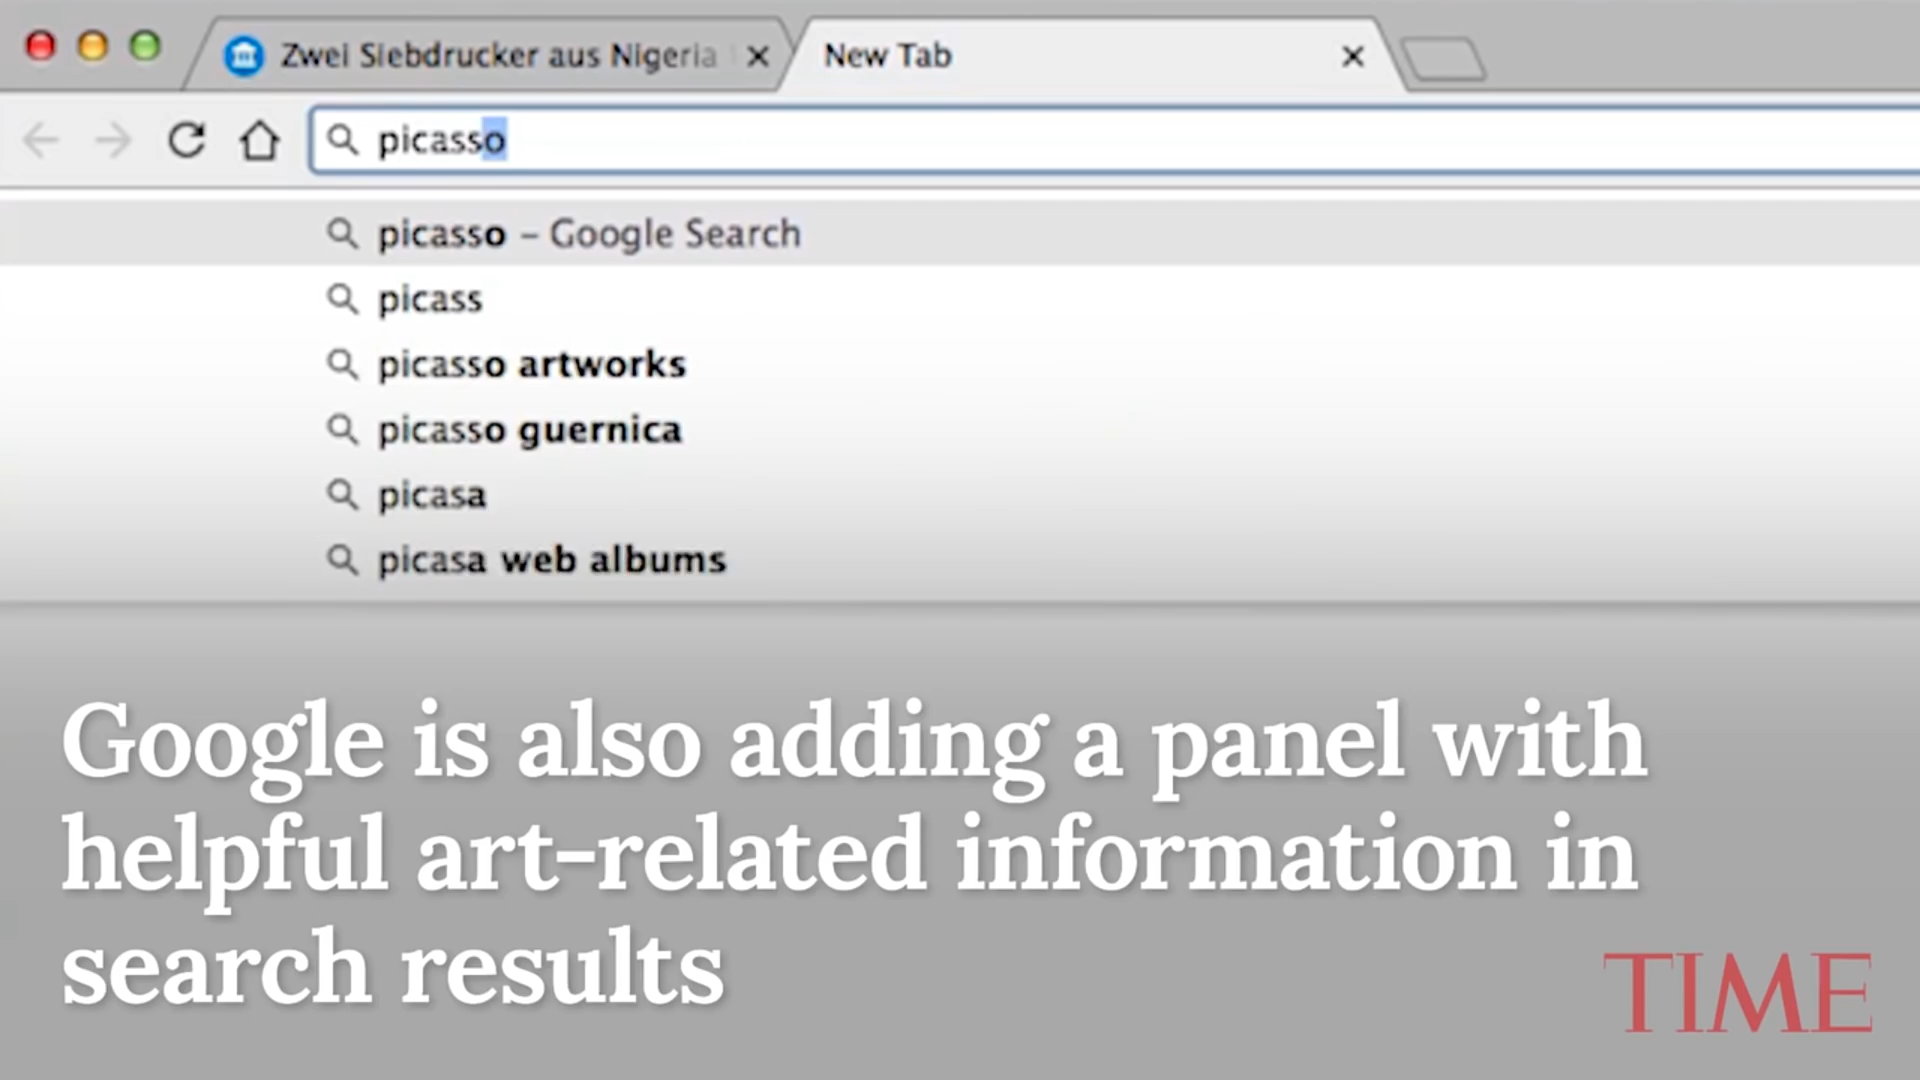 Zwei Siebdrucker aus Nigeria
New Tab
picasso
picasso – Google Search
picass
picasso artworks
picasso guernica
picasa
picasa web albums
Google is also adding a panel with
helpful art-related information in
search results
TIME